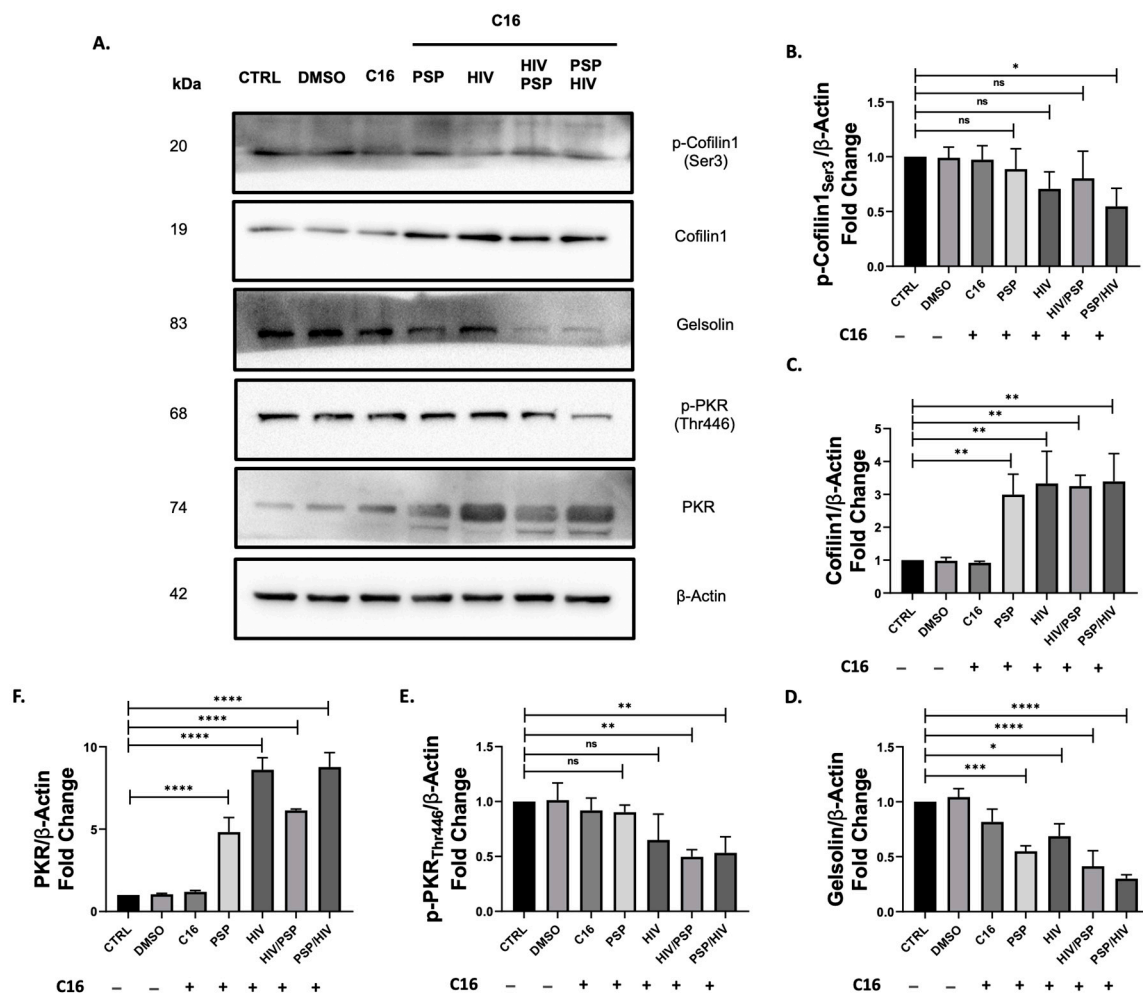 A.
C16
kDa
CTRL DMSO C16 PSP HIV HIV PSP PSP HIV
20 p-Cofilin1 (Ser3)
19 Cofilin1
83 Gelsolin
68 p-PKR (Thr446)
74 PKR
42 β-Actin
B.
p-Cofilin1Ser3/β-Actin
Fold Change
*
ns
ns
ns
1.5
1.0
0.5
0.0
CTRL DMSO C16 PSP HIV HIV/PSP PSP/HIV
C16 – – + + + + +
C.
Cofilin1/β-Actin
Fold Change
**
**
**
**
5
4
3
2
1
0
CTRL DMSO C16 PSP HIV HIV/PSP PSP/HIV
C16 – – + + + + +
F.
PKR/β-Actin
Fold Change
****
****
****
****
10
5
0
CTRL DMSO C16 PSP HIV HIV/PSP PSP/HIV
C16 – – + + + + +
E.
p-PKRThr446/β-Actin
Fold Change
**
**
ns
ns
1.5
1.0
0.5
0.0
CTRL DMSO C16 PSP HIV HIV/PSP PSP/HIV
C16 – – + + + + +
D.
Gelsolin/β-Actin
Fold Change
****
****
*
***
1.5
1.0
0.5
0.0
CTRL DMSO C16 PSP HIV HIV/PSP PSP/HIV
C16 – – + + + + +